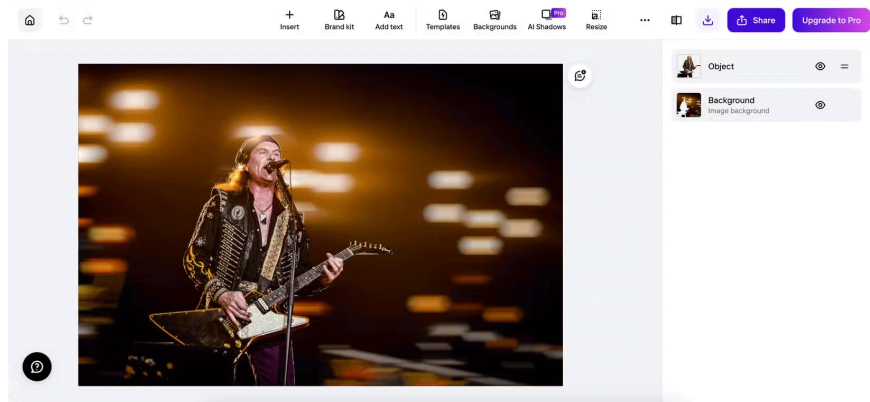 Insert
Brand kit
Aa
Add text
Templates
Backgrounds
Pro
AI Shadows
Resize
Share
Upgrade to Pro
Object
Background
Image background